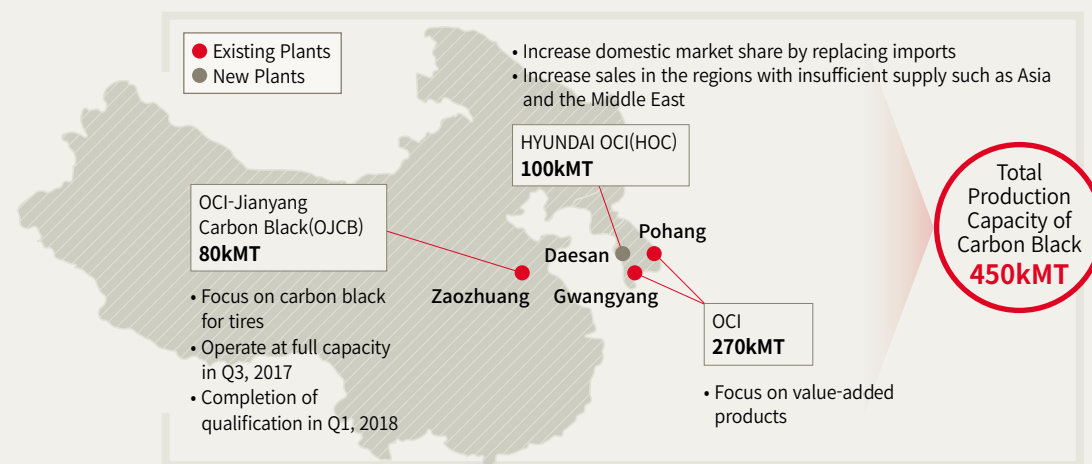 Existing Plants
New Plants
• Increase domestic market share by replacing imports
• Increase sales in the regions with insufficient supply such as Asia
and the Middle East
HYUNDAI OCI(HOC)
100kMT
OCI-Jianyang
Carbon Black(OJCB)
80kMT
• Focus on carbon black
for tires
• Operate at full capacity
in Q3, 2017
• Completion of
qualification in Q1, 2018
Zaozhuang
Daesan
Pohang
Gwangyang
OCI
270kMT
• Focus on value-added
products
Total
Production
Capacity of
Carbon Black
450kMT